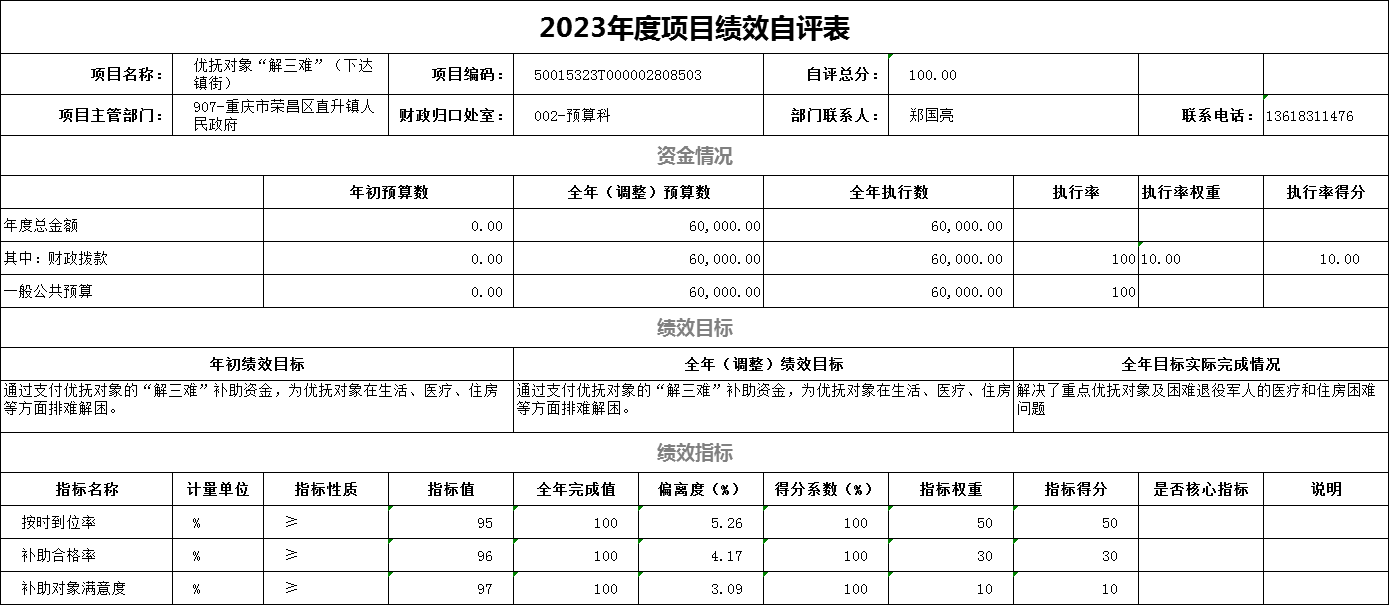 2023年度项目绩效自评表
项目名称： 优抚对象“解三难”（下达镇街） 项目编码： 50015323T000002808503 自评总分： 100.00
项目主管部门： 907-重庆市荣昌区直升镇人民政府 财政归口处室： 002-预算科 部门联系人： 郑国亮 联系电话： 13618311476
资金情况
年初预算数 全年（调整）预算数 全年执行数 执行率 执行率权重 执行率得分
年度总金额 0.00 60,000.00 60,000.00
其中：财政拨款 0.00 60,000.00 60,000.00 100 10.00 10.00
一般公共预算 0.00 60,000.00 60,000.00 100
绩效目标
年初绩效目标 全年（调整）绩效目标 全年目标实际完成情况
通过支付优抚对象的“解三难”补助资金，为优抚对象在生活、医疗、住房等方面排难解困。 通过支付优抚对象的“解三难”补助资金，为优抚对象在生活、医疗、住房等方面排难解困。 解决了重点优抚对象及困难退役军人的医疗和住房困难问题
绩效指标
指标名称 计量单位 指标性质 指标值 全年完成值 偏离度（%） 得分系数（%） 指标权重 指标得分 是否核心指标 说明
按时到位率 % ≥ 95 100 5.26 100 50 50
补助合格率 % ≥ 96 100 4.17 100 30 30
补助对象满意度 % ≥ 97 100 3.09 100 10 10